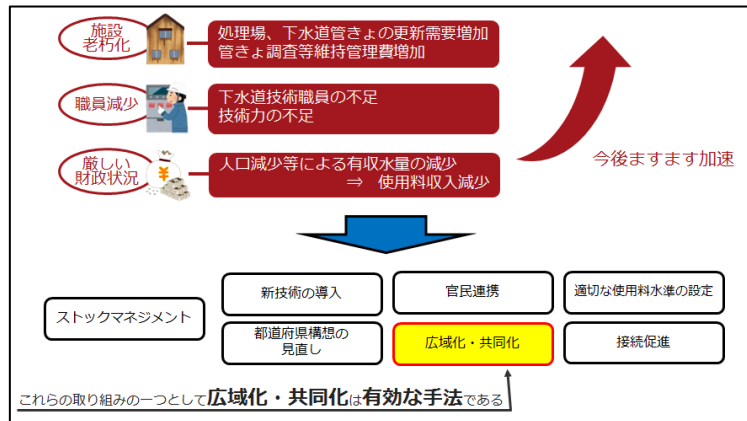 施設
老朽化
処理場、下水道管きょの更新需要増加
管きょ調査等維持管理費増加
職員減少
下水道技術職員の不足
技術力の不足
厳しい
財政状況
¥
人口減少等による有収水量の減少
⇒ 使用料収入減少
今後ますます加速
ストックマネジメント
新技術の導入
官民連携
適切な使用料水準の設定
都道府県構想の
見直し
広域化・共同化
接続促進
これらの取り組みの一つとして広域化・共同化は有効な手法である